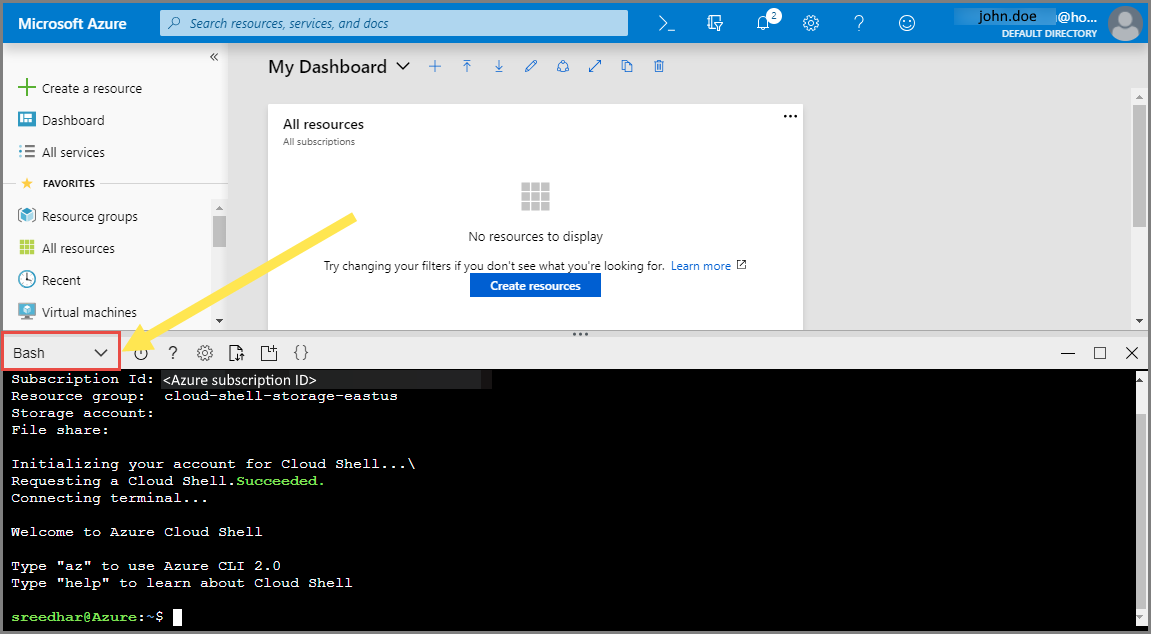 Microsoft Azure
Search resources, services, and docs
2
john.doe @ho...
DEFAULT DIRECTORY
Create a resource
Dashboard
All services
FAVORITES
Resource groups
All resources
Recent
Virtual machines
My Dashboard
All resources
All subscriptions
No resources to display
Try changing your filters if you don't see what you're looking for. Learn more
Create resources
Bash
Subscription Id: <Azure subscription ID>
Resource group: cloud-shell-storage-eastus
Storage account:
File share:
Initializing your account for Cloud Shell...\
Requesting a Cloud Shell.Succeeded.
Connecting terminal...
Welcome to Azure Cloud Shell
Type "az" to use Azure CLI 2.0
Type "help" to learn about Cloud Shell
sreedhar@Azure:~$